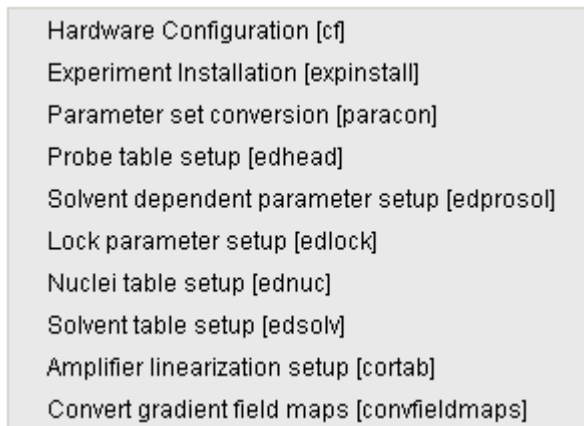 Hardware Configuration [cf]
Experiment Installation [expinstall]
Parameter set conversion [paracon]
Probe table setup [edhead]
Solvent dependent parameter setup [edprosol]
Lock parameter setup [edlock]
Nuclei table setup [ednuc]
Solvent table setup [edsolv]
Amplifier linearization setup [cortab]
Convert gradient field maps [convfieldmaps]